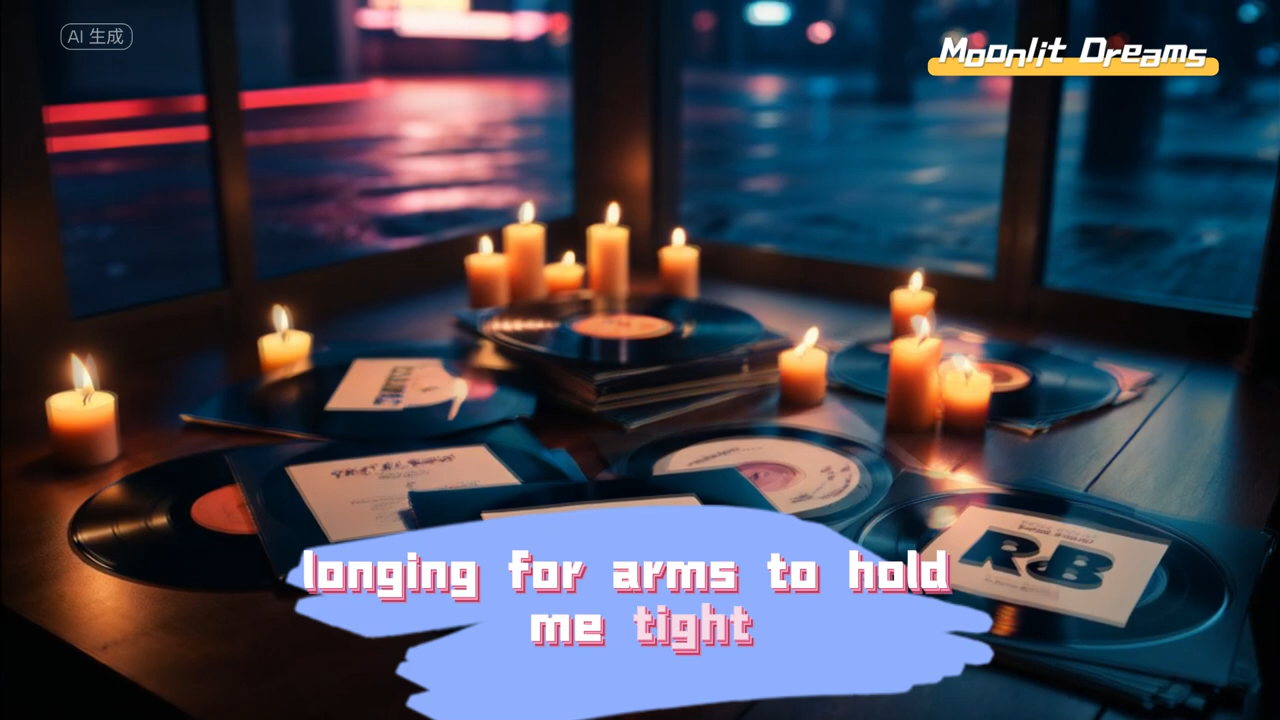 AI 生成
Moonlit Dreams
RB
longing for arms to hold
me tight